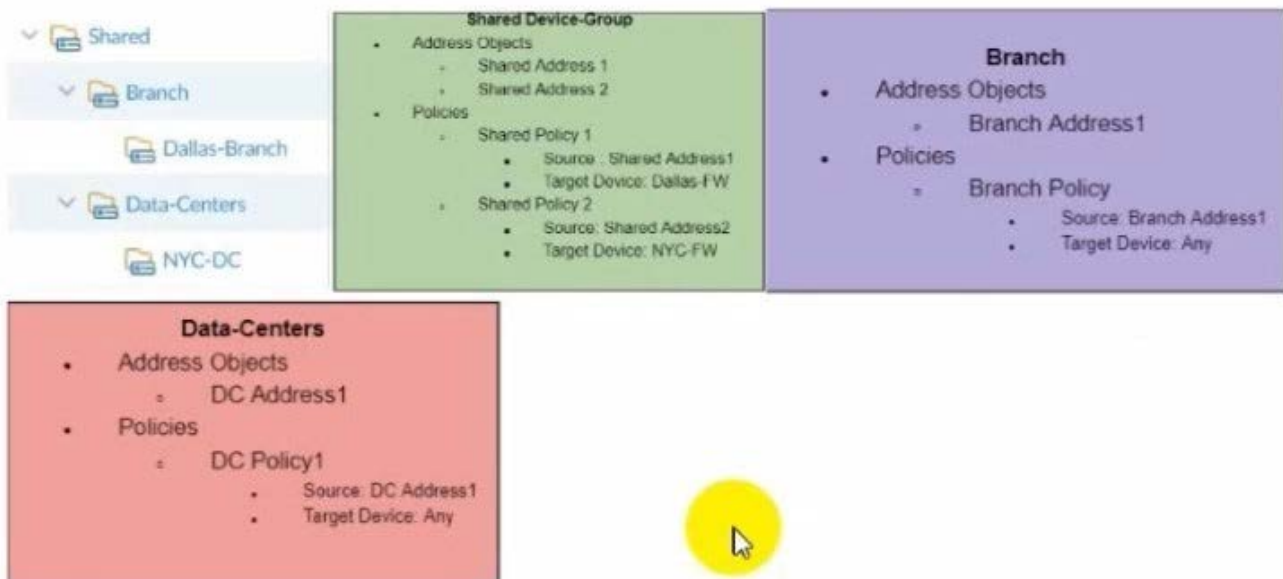 Shared
Branch
Dallas-Branch
Data-Centers
NYC-DC
Shared Device-Group
Address Objects
Shared Address 1
Shared Address 2
Policies
Shared Policy 1
Source : Shared Address1
Target Device: Dallas-FW
Shared Policy 2
Source: Shared Address2
Target Device: NYC-FW
Branch
Address Objects
Branch Address1
Policies
Branch Policy
Source: Branch Address1
Target Device: Any
Data-Centers
Address Objects
DC Address1
Policies
DC Policy1
Source: DC Address1
Target Device: Any